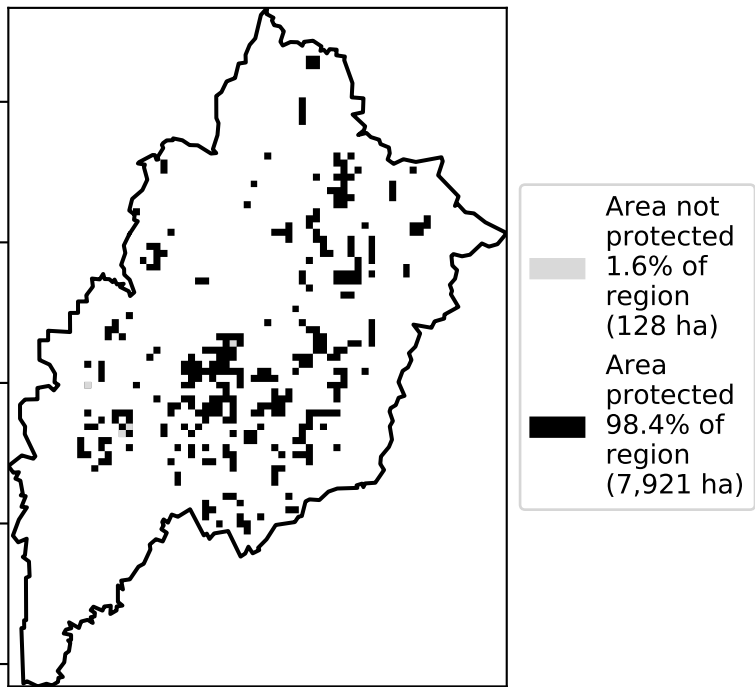 Area not
protected
1.6% of
region
(128 ha)
Area
protected
98.4% of
region
(7,921 ha)